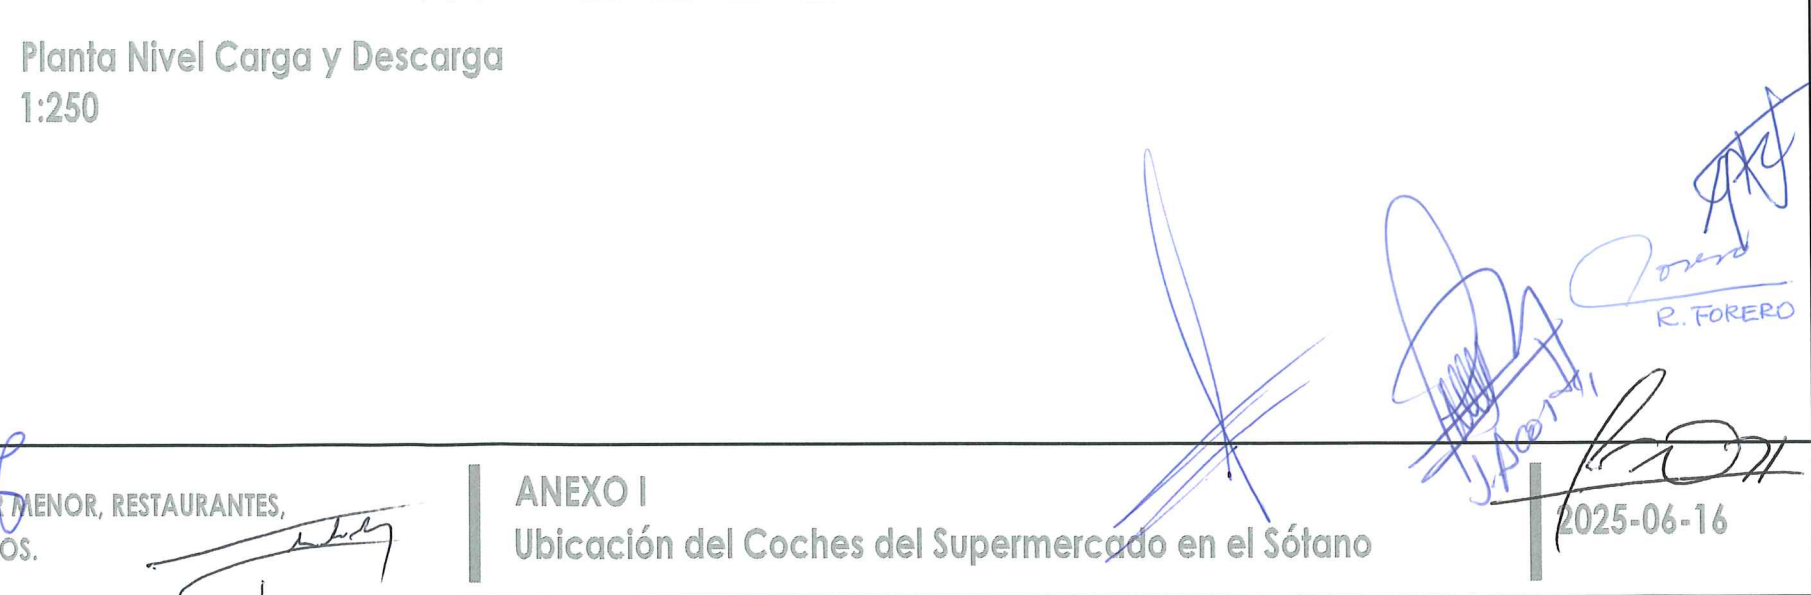 Planta Nivel Carga y Descarga
1:250
R. FORERO
MENOR, RESTAURANTES,
OS.
ANEXO I
Ubicación del Coches del Supermercado en el Sótano
2025-06-16